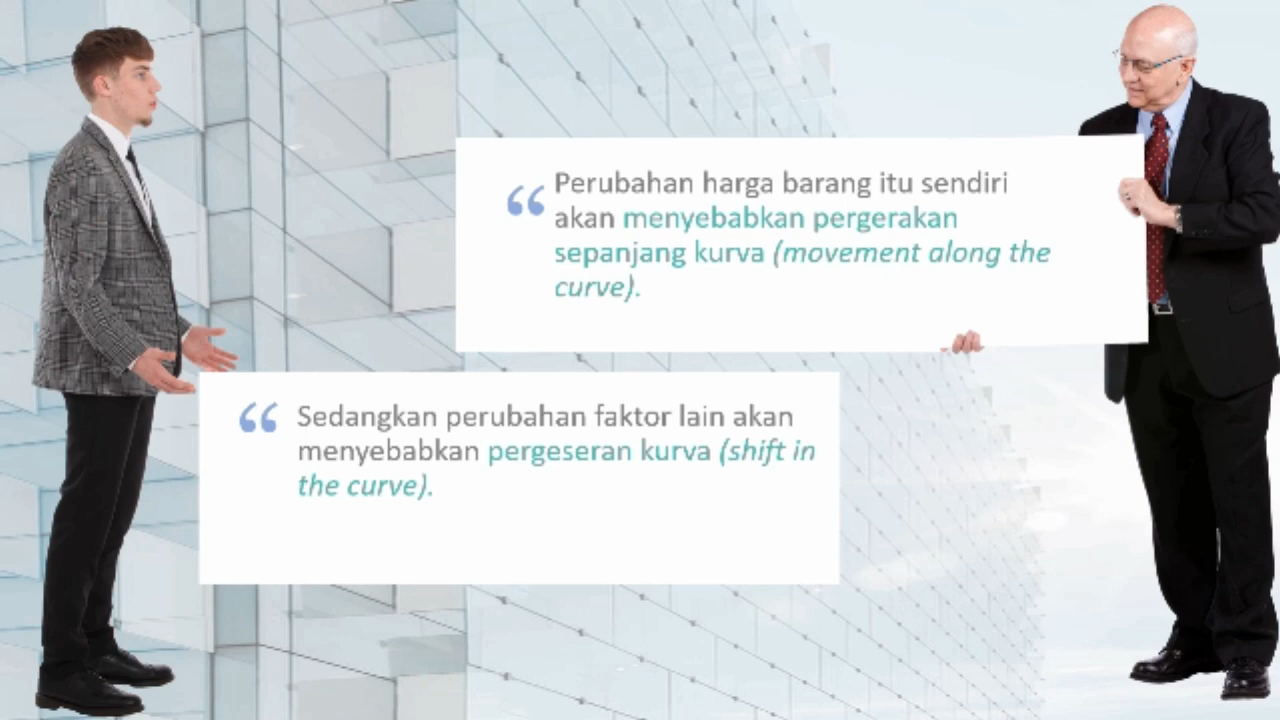 “ Perubahan harga barang itu sendiri
akan menyebabkan pergerakan
sepanjang kurva (movement along the
curve).
“ Sedangkan perubahan faktor lain akan
menyebabkan pergeseran kurva (shift in
the curve).